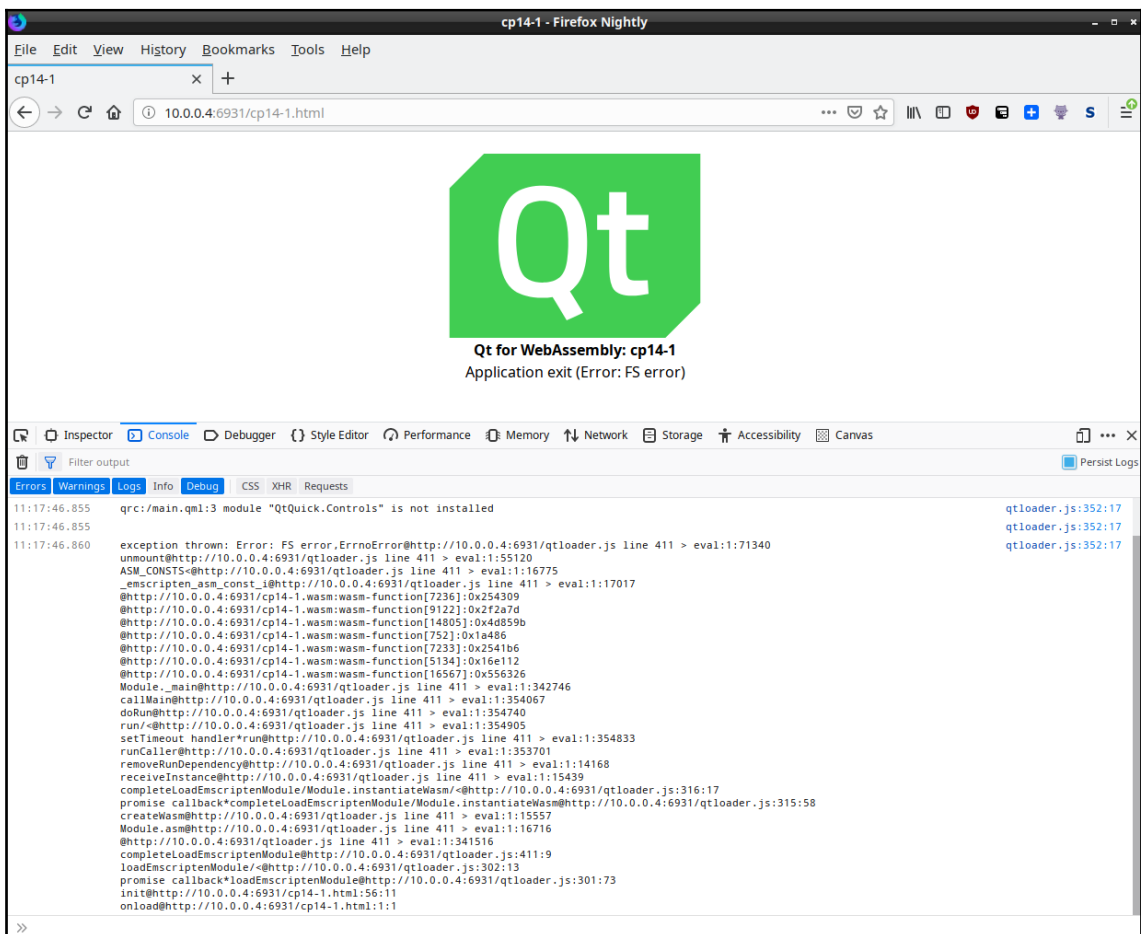 cp14-1 - Firefox Nightly
File Edit View History Bookmarks Tools Help
cp14-1
10.0.0.4:6931/cp14-1.html
S
Qt
Qt for WebAssembly: cp14-1
Application exit (Error: FS error)
Inspector Console Debugger {} Style Editor Performance Memory Network Storage Accessibility Canvas
Filter output Persist Logs
Errors Warnings Logs Info Debug CSS XHR Requests
11:17:46.855 qrc:/main.qml:3 module "QtQuick.Controls" is not installed qtloader.js:352:17
11:17:46.855 qtloader.js:352:17
11:17:46.860 exception thrown: Error: FS error,ErrnoError@http://10.0.0.4:6931/qtloader.js line 411 > eval:1:71340 qtloader.js:352:17
unmount@http://10.0.0.4:6931/qtloader.js line 411 > eval:1:55120
ASM_CONSTS<@http://10.0.0.4:6931/qtloader.js line 411 > eval:1:16775
_emscripten_asm_const_i@http://10.0.0.4:6931/qtloader.js line 411 > eval:1:17017
@http://10.0.0.4:6931/cp14-1.wasm:wasm-function[7236]:0x254309
@http://10.0.0.4:6931/cp14-1.wasm:wasm-function[9122]:0x2f2a7d
@http://10.0.0.4:6931/cp14-1.wasm:wasm-function[14805]:0x4d859b
@http://10.0.0.4:6931/cp14-1.wasm:wasm-function[752]:0x1a486
@http://10.0.0.4:6931/cp14-1.wasm:wasm-function[7233]:0x2541b6
@http://10.0.0.4:6931/cp14-1.wasm:wasm-function[5134]:0x16e112
@http://10.0.0.4:6931/cp14-1.wasm:wasm-function[16567]:0x556326
Module._main@http://10.0.0.4:6931/qtloader.js line 411 > eval:1:342746
callMain@http://10.0.0.4:6931/qtloader.js line 411 > eval:1:354067
doRun@http://10.0.0.4:6931/qtloader.js line 411 > eval:1:354740
run/<@http://10.0.0.4:6931/qtloader.js line 411 > eval:1:354905
setTimeout handler*run@http://10.0.0.4:6931/qtloader.js line 411 > eval:1:354833
runCaller@http://10.0.0.4:6931/qtloader.js line 411 > eval:1:353701
removeRunDependency@http://10.0.0.4:6931/qtloader.js line 411 > eval:1:14168
receiveInstance@http://10.0.0.4:6931/qtloader.js line 411 > eval:1:15439
completeLoadEmscriptenModule/Module.instantiateWasm/<@http://10.0.0.4:6931/qtloader.js:316:17
promise callback*completeLoadEmscriptenModule/Module.instantiateWasm@http://10.0.0.4:6931/qtloader.js:315:58
createWasm@http://10.0.0.4:6931/qtloader.js line 411 > eval:1:15557
Module.asm@http://10.0.0.4:6931/qtloader.js line 411 > eval:1:16716
@http://10.0.0.4:6931/qtloader.js line 411 > eval:1:341516
completeLoadEmscriptenModule@http://10.0.0.4:6931/qtloader.js:411:9
loadEmscriptenModule/<@http://10.0.0.4:6931/qtloader.js:302:13
promise callback*loadEmscriptenModule@http://10.0.0.4:6931/qtloader.js:301:73
init@http://10.0.0.4:6931/cp14-1.html:56:11
onload@http://10.0.0.4:6931/cp14-1.html:1:1